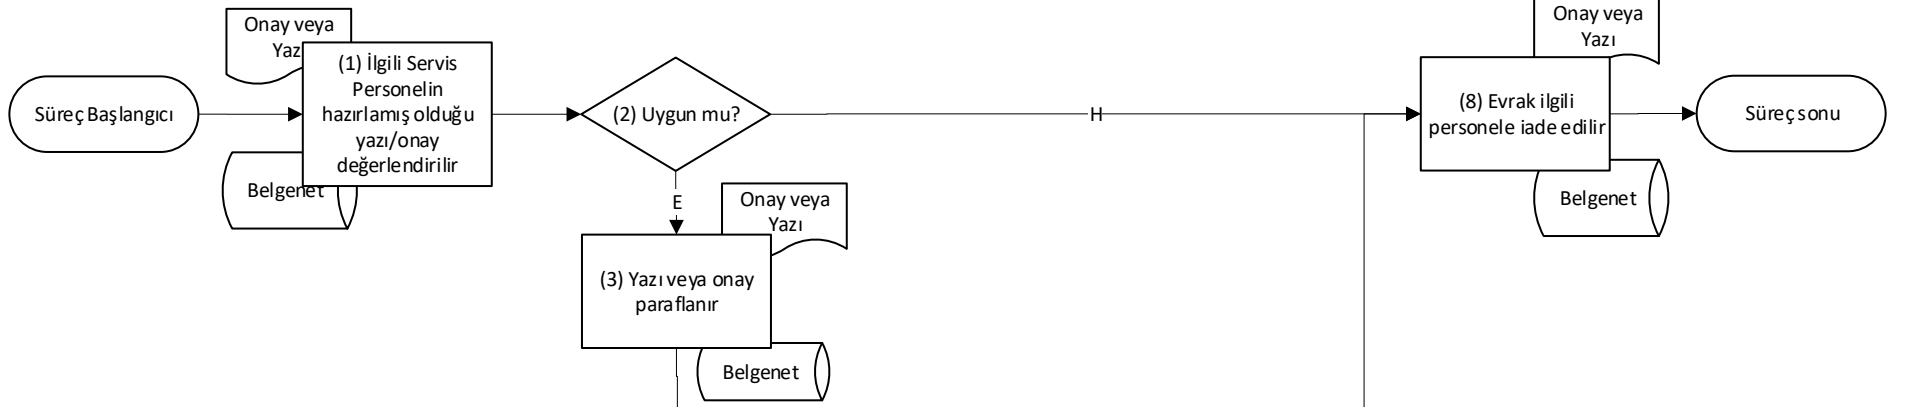 Onay veya
Yaz
Süreç Başlangıcı
(1) İlgili Servis
Personelin
hazırlamış olduğu
yazı/onay
değerlendirilir
Belgenet
(2) Uygun mu?
H
E
Onay veya
Yazı
(3) Yazı veya onay
paraflanır
Belgenet
Onay veya
Yazı
(8) Evrak ilgili
personele iade edilir
Belgenet
Süreç sonu